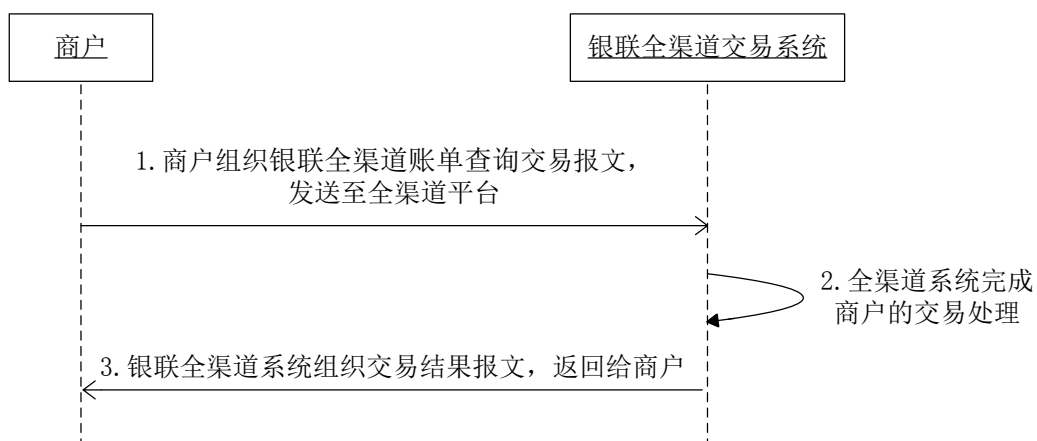 商户
银联全渠道交易系统
1.商户组织银联全渠道账单查询交易报文，
发送至全渠道平台
2.全渠道系统完成
商户的交易处理
3.银联全渠道系统组织交易结果报文，返回给商户